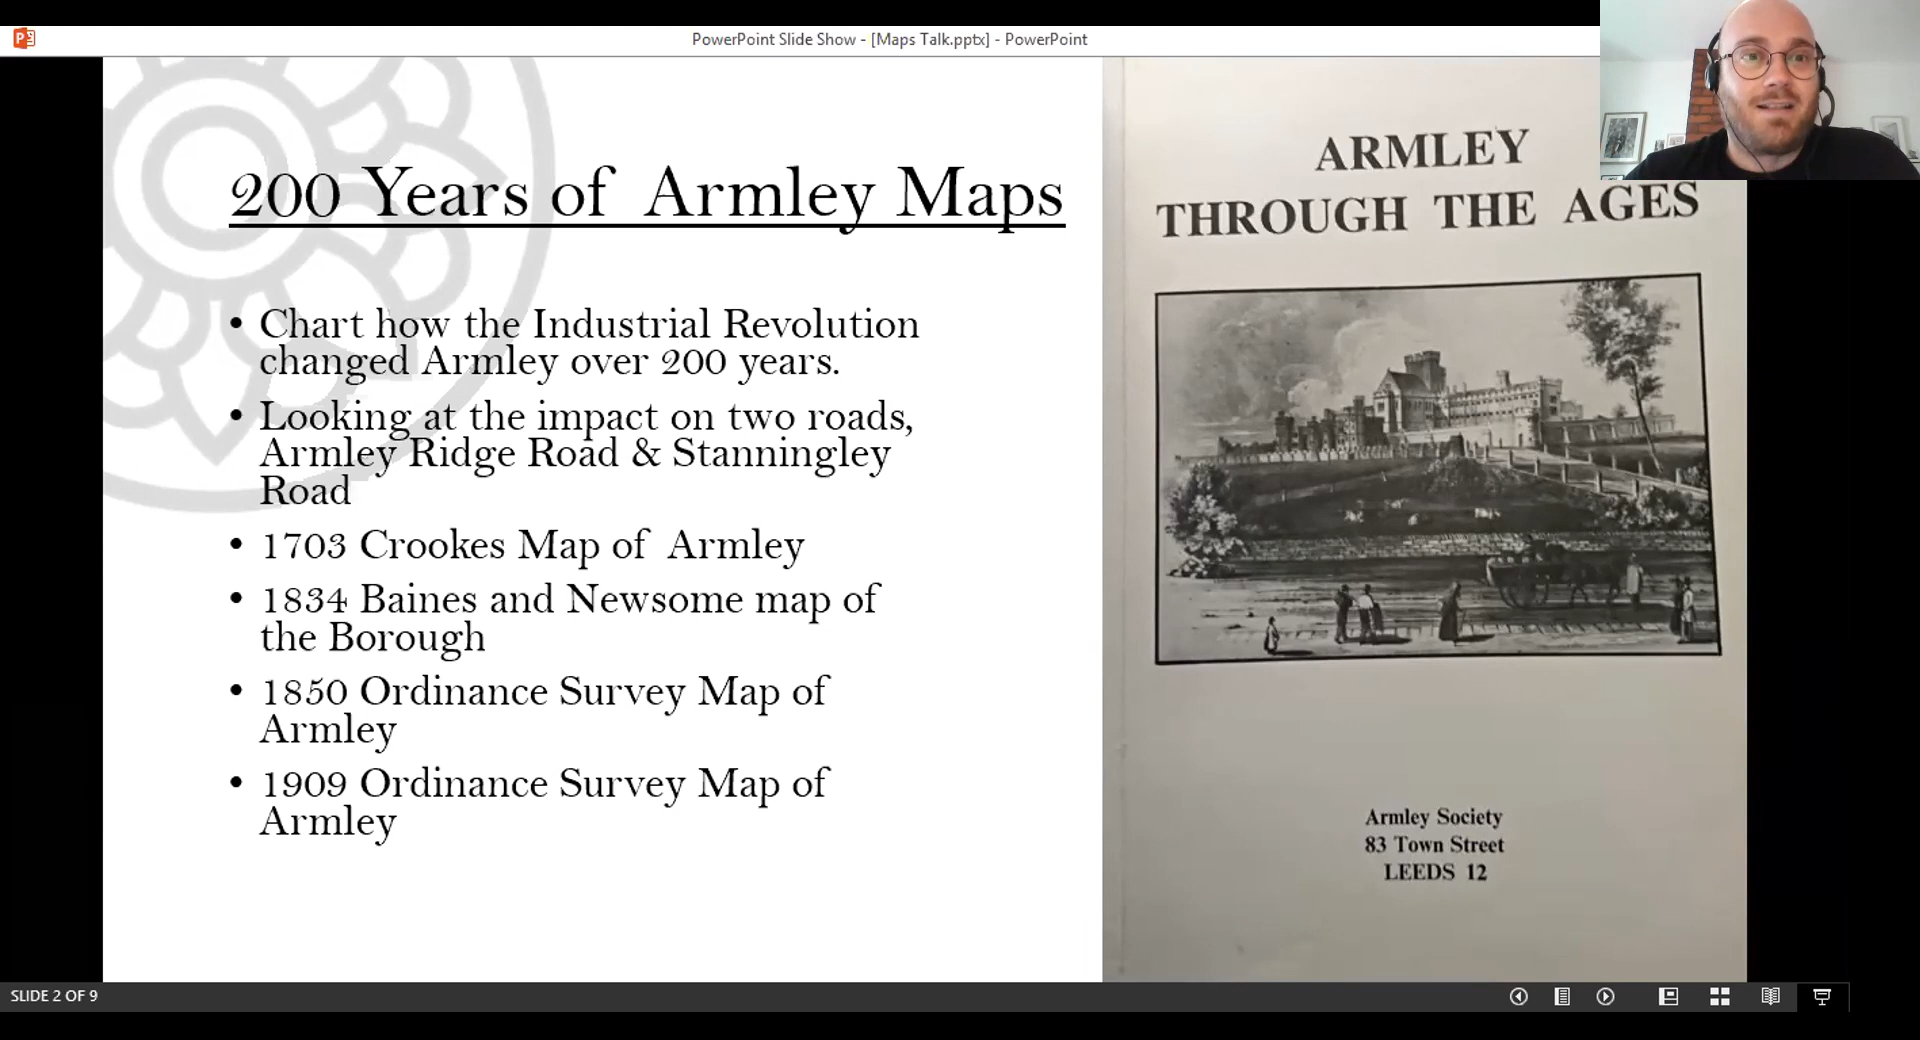 PowerPoint Slide Show - [Maps Talk.pptx] - PowerPoint
200 Years of Armley Maps
• Chart how the Industrial Revolution
changed Armley over 200 years.
• Looking at the impact on two roads,
Armley Ridge Road & Stanningley
Road
• 1703 Crookes Map of Armley
• 1834 Baines and Newsome map of
the Borough
• 1850 Ordinance Survey Map of
Armley
• 1909 Ordinance Survey Map of
Armley
ARMLEY
THROUGH THE AGES
Armley Society
83 Town Street
LEEDS 12
SLIDE 2 OF 9